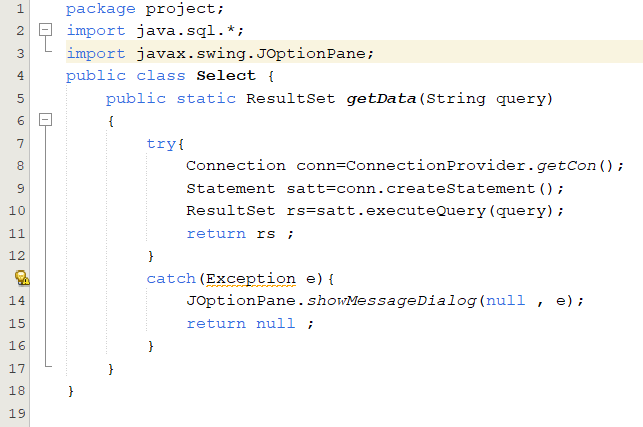 1 package project;
2 import java.sql.*;
3 import javax.swing.JOptionPane;
4 public class Select {
5 public static ResultSet getData(String query)
6 {
7 try{
8 Connection conn=ConnectionProvider.getCon();
9 Statement satt=conn.createStatement();
10 ResultSet rs=satt.executeQuery(query);
11 return rs ;
12 }
catch(Exception e){
14 JOptionPane.showMessageDialog(null , e);
15 return null ;
16 }
17 }
18 }
19